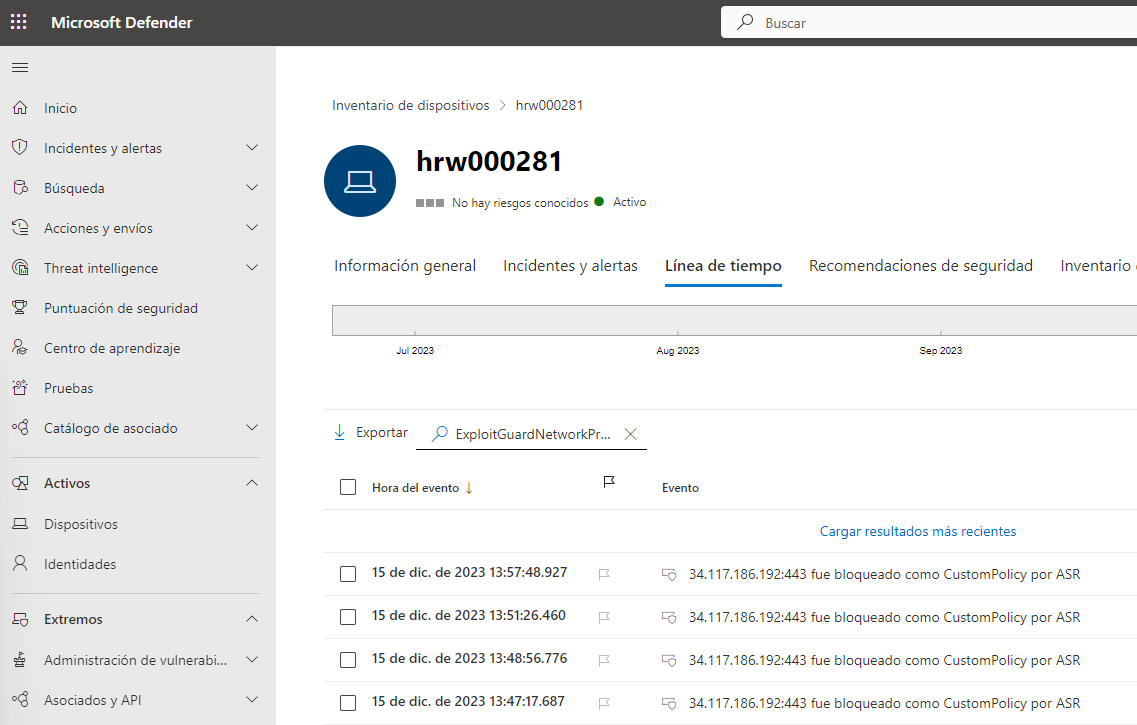 Microsoft Defender
Buscar
Inicio
Incidentes y alertas
Búsqueda
Acciones y envíos
Threat intelligence
Puntuación de seguridad
Centro de aprendizaje
Pruebas
Catálogo de asociado
Activos
Dispositivos
Identidades
Extremos
Administración de vulnerabi...
Asociados y API
Inventario de dispositivos > hrw000281
hrw000281
No hay riesgos conocidos Activo
Información general Incidentes y alertas Línea de tiempo Recomendaciones de seguridad Inventario
Jul 2023 Aug 2023 Sep 2023
Exportar ExploitGuardNetworkPr...
Hora del evento ↓ Evento
Cargar resultados más recientes
15 de dic. de 2023 13:57:48.927 34.117.186.192:443 fue bloqueado como CustomPolicy por ASR
15 de dic. de 2023 13:51:26.460 34.117.186.192:443 fue bloqueado como CustomPolicy por ASR
15 de dic. de 2023 13:48:56.776 34.117.186.192:443 fue bloqueado como CustomPolicy por ASR
15 de dic. de 2023 13:47:17.687 34.117.186.192:443 fue bloqueado como CustomPolicy por ASR